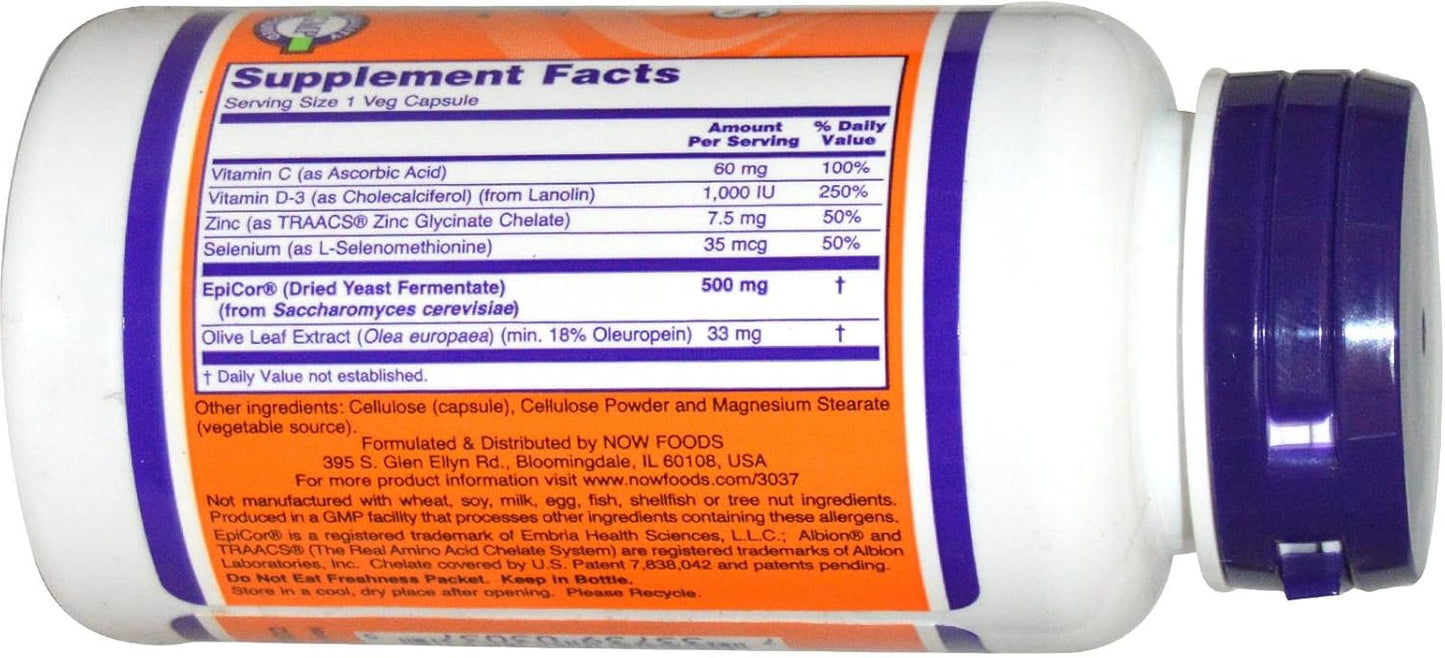 GMP
Supplement Facts
Serving Size 1 Veg Capsule
Amount Per Serving % Daily Value
Vitamin C (as Ascorbic Acid) 60 mg 100%
Vitamin D-3 (as Cholecalciferol) (from Lanolin) 1,000 IU 250%
Zinc (as TRAACS® Zinc Glycinate Chelate) 7.5 mg 50%
Selenium (as L-Selenomethionine) 35 mcg 50%
EpiCor® (Dried Yeast Fermentate) 500 mg †
(from Saccharomyces cerevisiae)
Olive Leaf Extract (Olea europaea) (min. 18% Oleuropein) 33 mg †
† Daily Value not established.
Other ingredients: Cellulose (capsule), Cellulose Powder and Magnesium Stearate
(vegetable source).
Formulated & Distributed by NOW FOODS
395 S. Glen Ellyn Rd., Bloomingdale, IL 60108, USA
For more product information visit www.nowfoods.com/3037
Not manufactured with wheat, soy, milk, egg, fish, shellfish or tree nut ingredients.
Produced in a GMP facility that processes other ingredients containing these allergens.
EpiCor® is a registered trademark of Embria Health Sciences, L.L.C.; Albion® and
TRAACS® (The Real Amino Acid Chelate System) are registered trademarks of Albion
Laboratories, Inc. Chelate covered by U.S. Patent 7,838,042 and patents pending.
Do Not Eat Freshness Packet. Keep in Bottle.
Store in a cool, dry place after opening. Please Recycle.